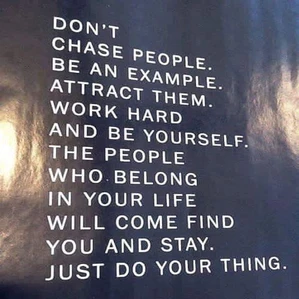 DON'T
CHASE PEOPLE.
BE AN EXAMPLE.
ATTRACT THEM.
WORK HARD
AND BE YOURSELF.
THE PEOPLE
WHO BELONG
IN YOUR LIFE
WILL COME FIND
YOU AND STAY.
JUST DO YOUR THING.